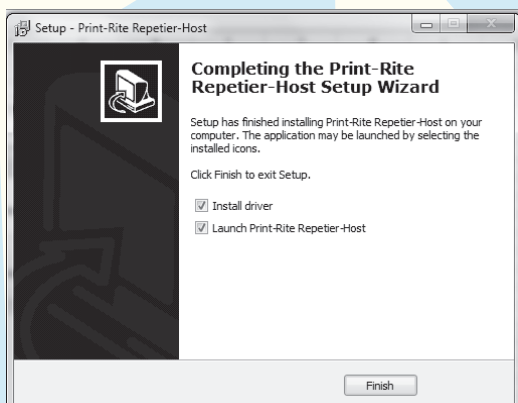 Setup - Print-Rite Repetier-Host
Completing the Print-Rite
Repetier-Host Setup Wizard
Setup has finished installing Print-Rite Repetier-Host on your
computer. The application may be launched by selecting the
installed icons.
Click Finish to exit Setup.
Install driver
Launch Print-Rite Repetier-Host
Finish